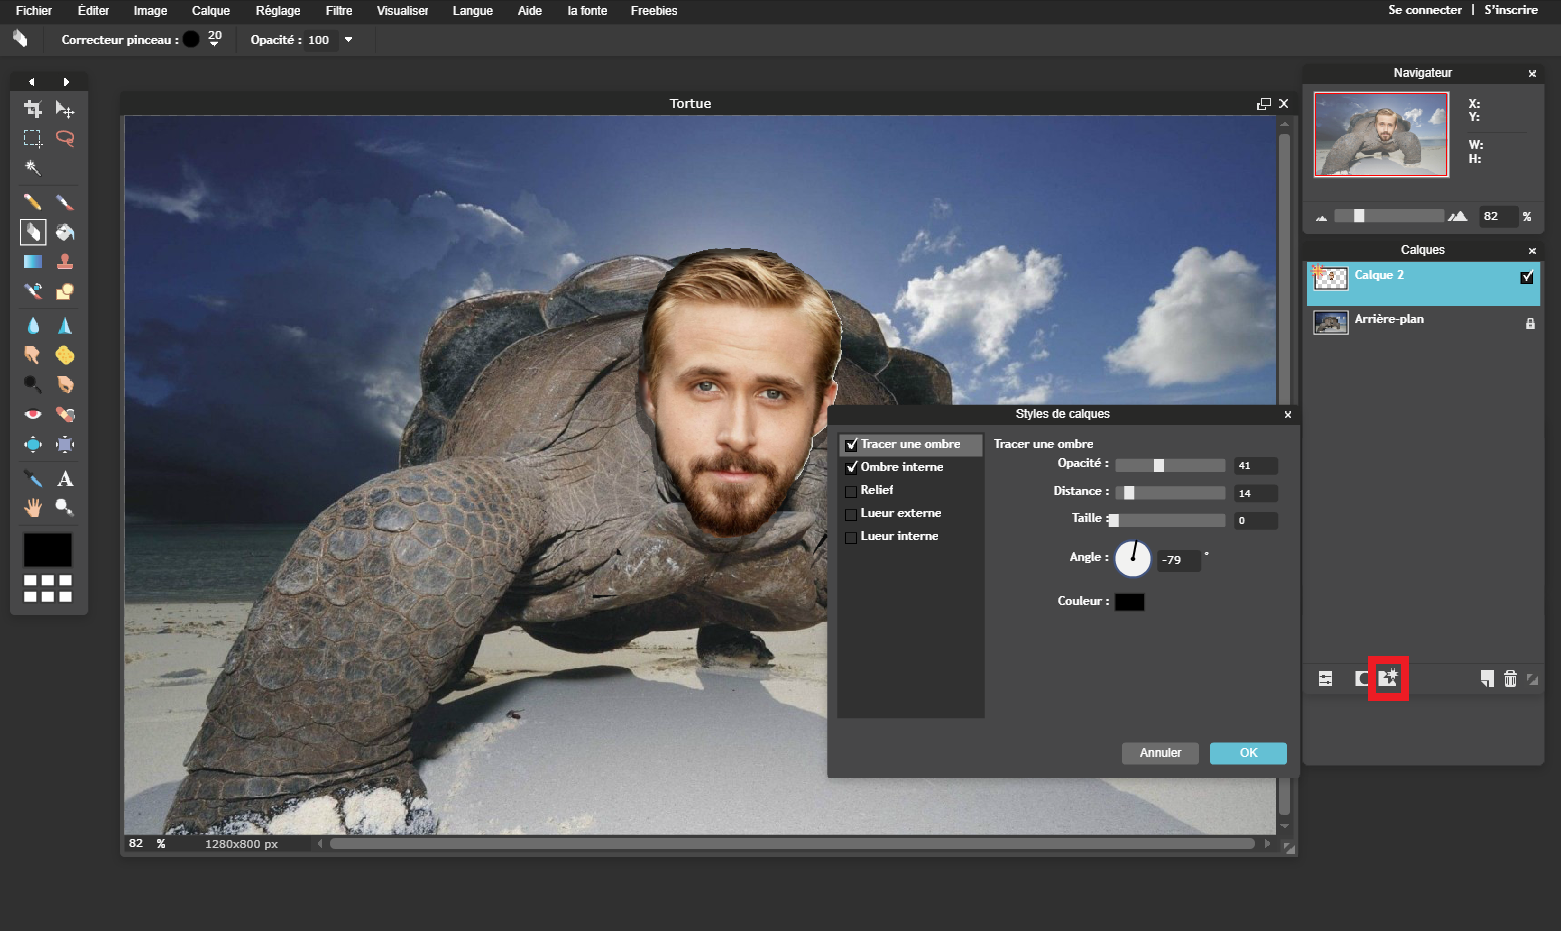 Fichier Éditer Image Calque Réglage Filtre Visualiser Langue Aide la fonte Freebies Se connecter | S'inscrire
Correcteur pinceau : 20 Opacité : 100
Tortue
Navigateur
X:
Y:
W:
H:
82 %
Calques
Calque 2
Arrière-plan
Styles de calques
Tracer une ombre
Ombre interne
Relief
Lueur externe
Lueur interne
Tracer une ombre
Opacité : 41
Distance : 14
Taille : 0
Angle : -79 °
Couleur :
Annuler OK
82 % 1280x800 px